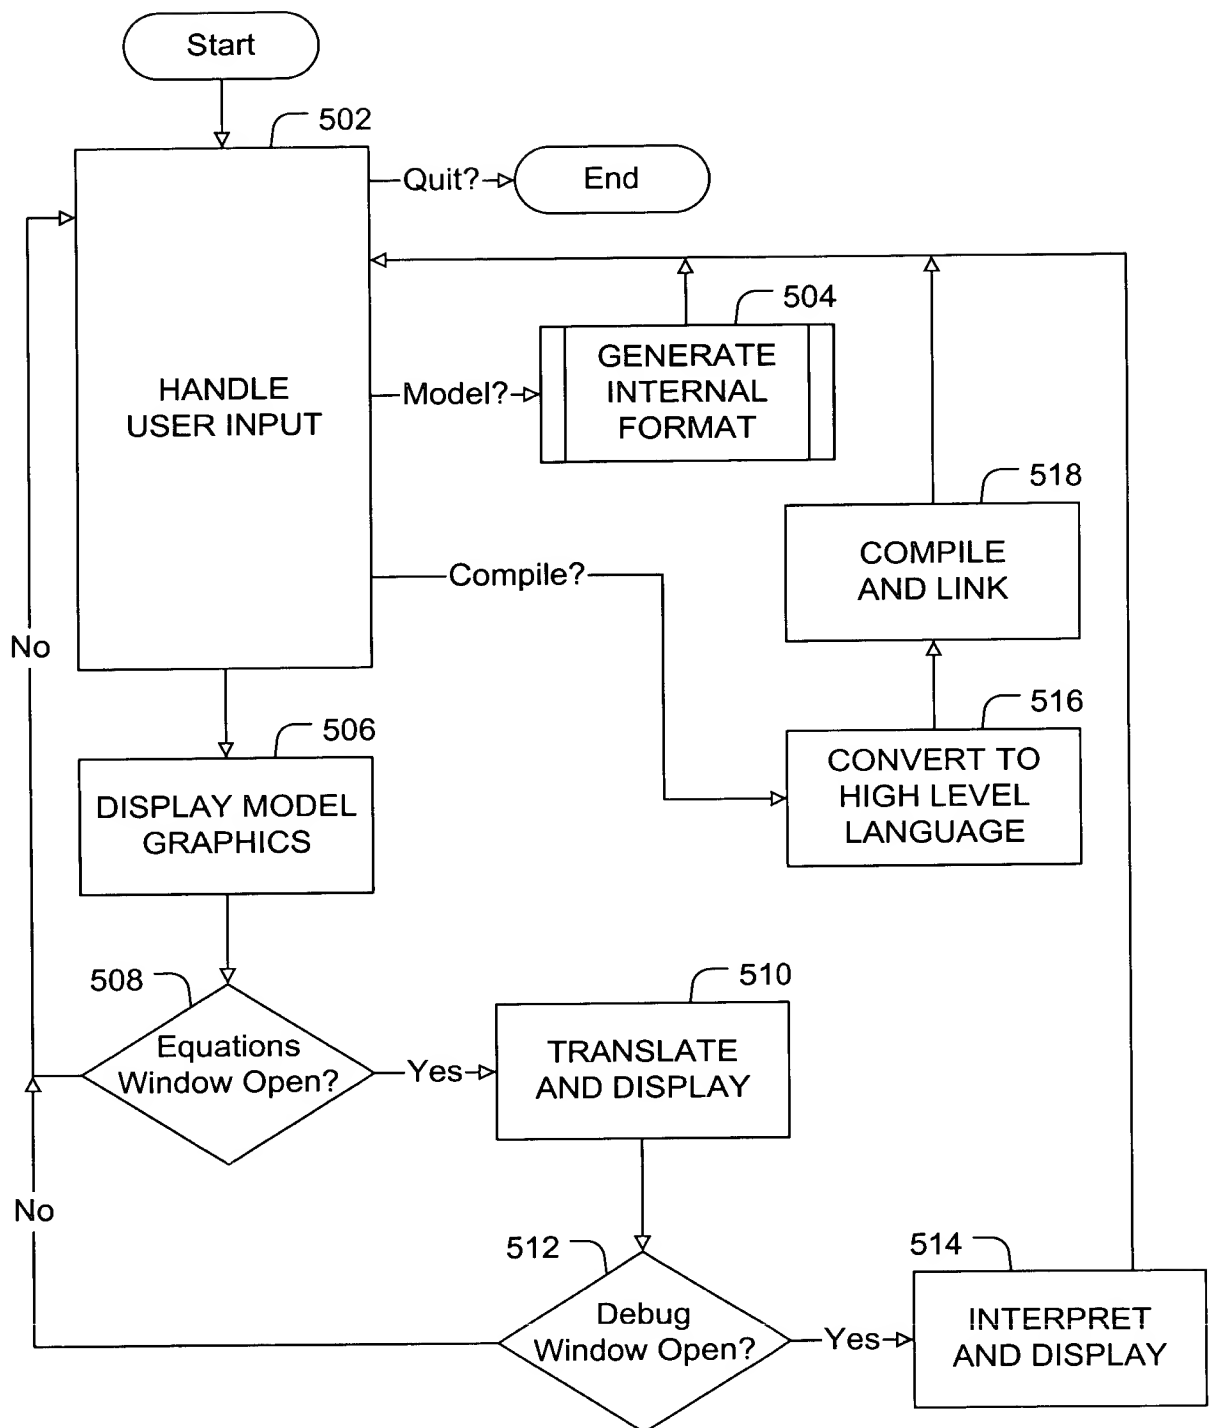 Start
502
Quit?
End
504
GENERATE
INTERNAL
FORMAT
Model?
HANDLE
USER INPUT
518
COMPILE
AND LINK
Compile?
No
506
516
DISPLAY MODEL
GRAPHICS
CONVERT TO
HIGH LEVEL
LANGUAGE
508
510
Equations
Window Open?
Yes
TRANSLATE
AND DISPLAY
No
512
514
Debug
Window Open?
Yes
INTERPRET
AND DISPLAY